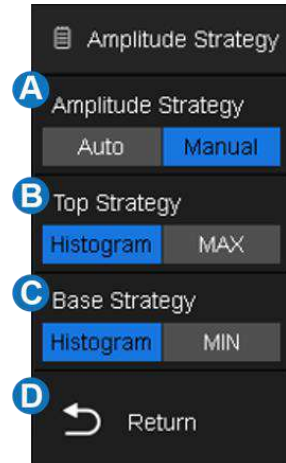 Amplitude Strategy
A
Amplitude Strategy
Auto Manual
B
Top Strategy
Histogram MAX
C
Base Strategy
Histogram MIN
D
Return